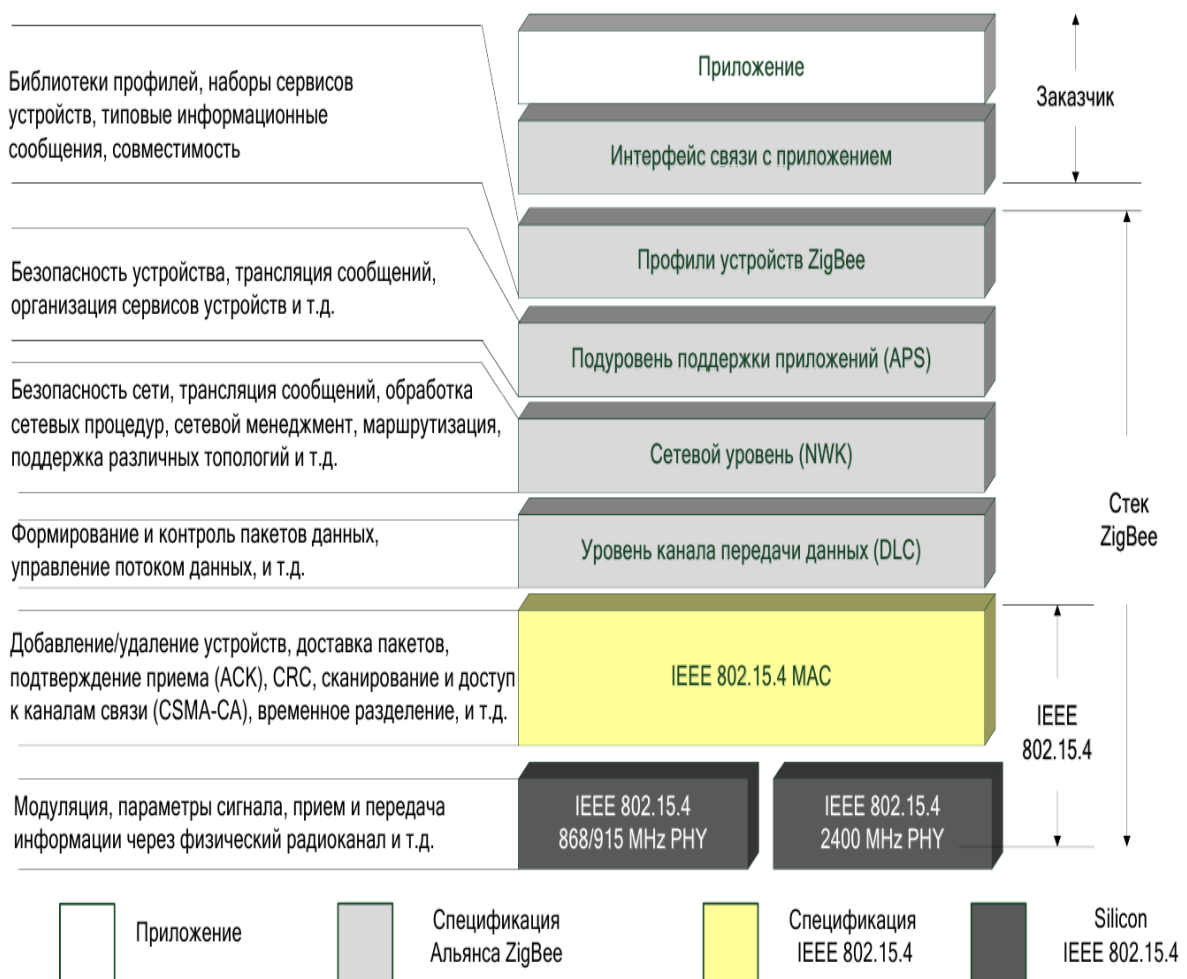 Приложение
Заказчик
Библиотеки профилей, наборы сервисов
устройств, типовые информационные
сообщения, совместимость
Интерфейс связи с приложением
Профили устройств ZigBee
Безопасность устройства, трансляция сообщений,
организация сервисов устройств и т.д.
Подуровень поддержки приложений (APS)
Безопасность сети, трансляция сообщений, обработка
сетевых процедур, сетевой менеджмент, маршрутизация,
поддержка различных топологий и т.д.
Сетевой уровень (NWK)
Стек
ZigBee
Формирование и контроль пакетов данных,
управление потоком данных, и т.д.
Уровень канала передачи данных (DLC)
Добавление/удаление устройств, доставка пакетов,
подтверждение приема (ACK), CRC, сканирование и доступ
к каналам связи (CSMA-CA), временное разделение, и т.д.
IEEE 802.15.4 MAC
IEEE
802.15.4
Модуляция, параметры сигнала, прием и передача
информации через физический радиоканал и т.д.
IEEE 802.15.4
868/915 MHz PHY
IEEE 802.15.4
2400 MHz PHY
Приложение
Спецификация
Альянса ZigBee
Спецификация
IEEE 802.15.4
Silicon
IEEE 802.15.4